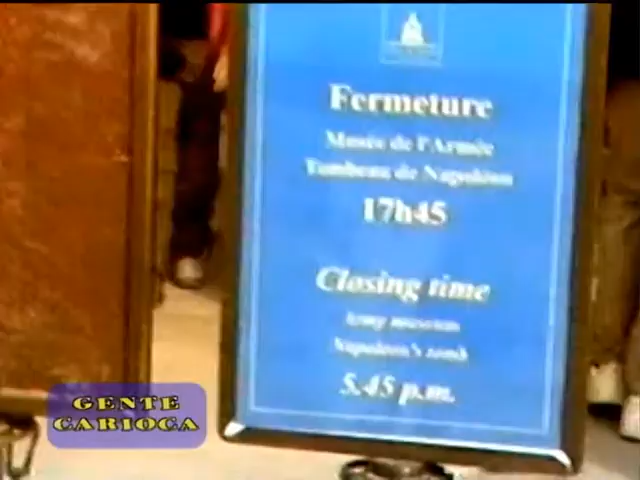 Fermeture
Musée de l'Armée
Tombeau de Napoléon
17h45
Closing time
Army museum
Napoleon's tomb
5.45 p.m.
GENTE
CARIOCA